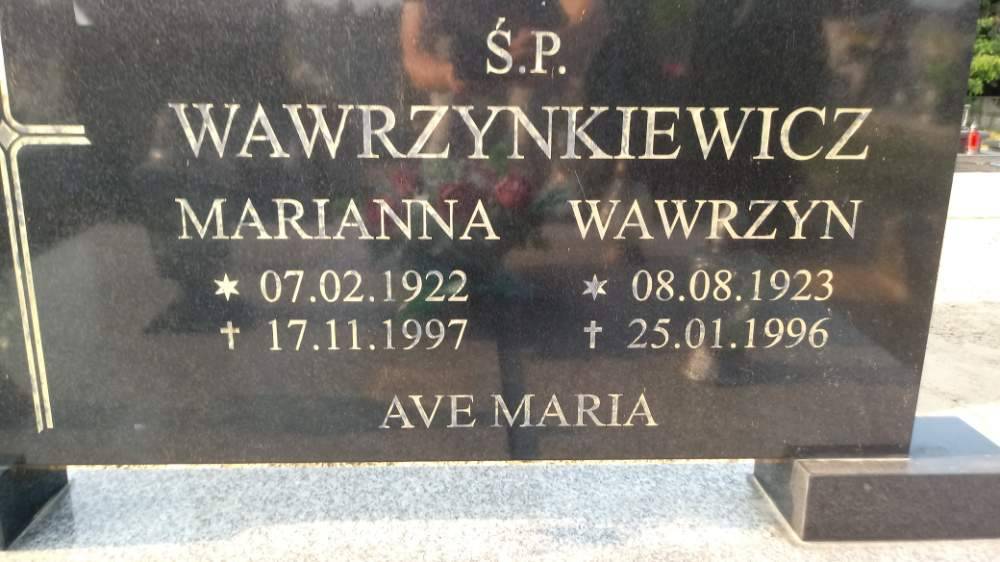 Ś.P.
WAWRZYNKIEWICZ
MARIANNA WAWRZYN
* 07.02.1922 * 08.08.1923
† 17.11.1997 † 25.01.1996
AVE MARIA